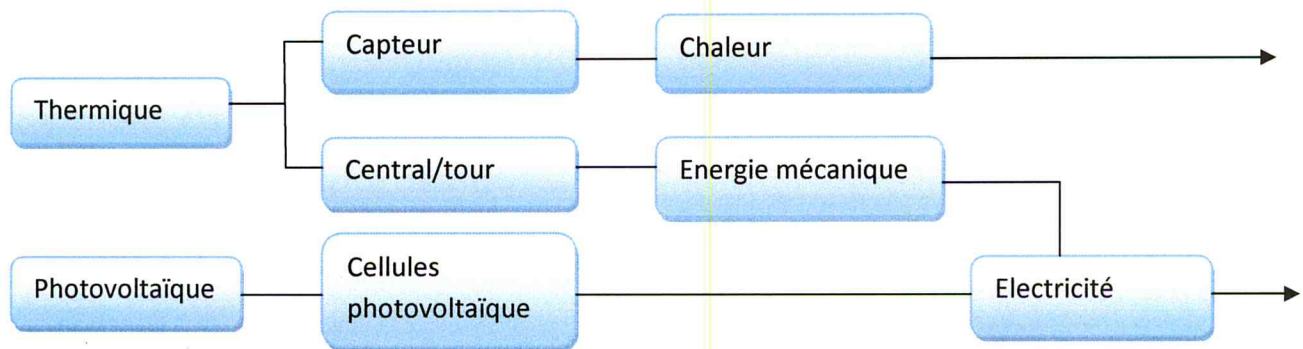 Capteur
Chaleur
Thermique
Central/tour
Energie mécanique
Photovoltaïque
Cellules
photovoltaïque
Electricité